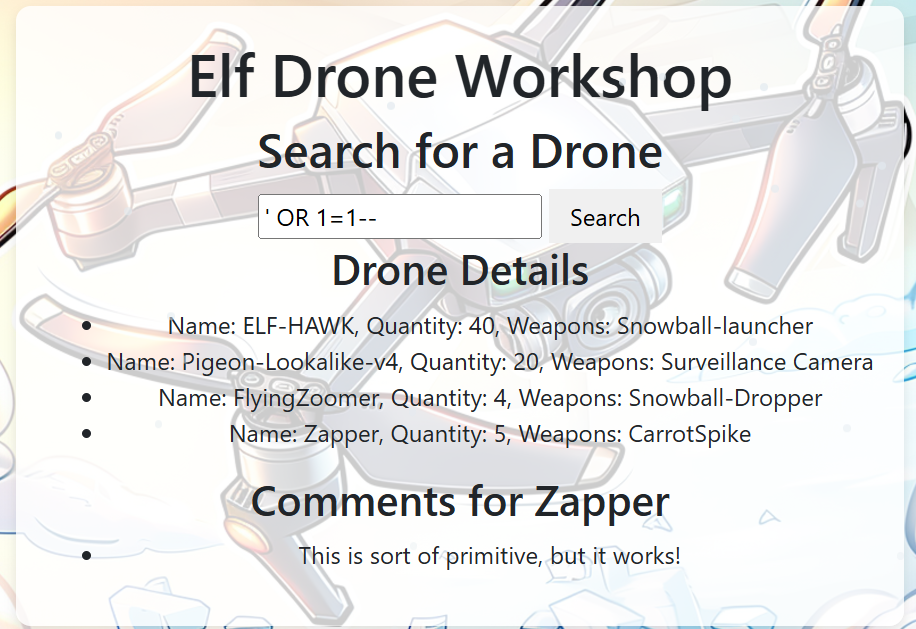 Elf Drone Workshop
Search for a Drone
' OR 1=1-- Search
Drone Details
Name: ELF-HAWK, Quantity: 40, Weapons: Snowball-launcher
Name: Pigeon-Lookalike-v4, Quantity: 20, Weapons: Surveillance Camera
Name: FlyingZoomer, Quantity: 4, Weapons: Snowball-Dropper
Name: Zapper, Quantity: 5, Weapons: CarrotSpike
Comments for Zapper
This is sort of primitive, but it works!